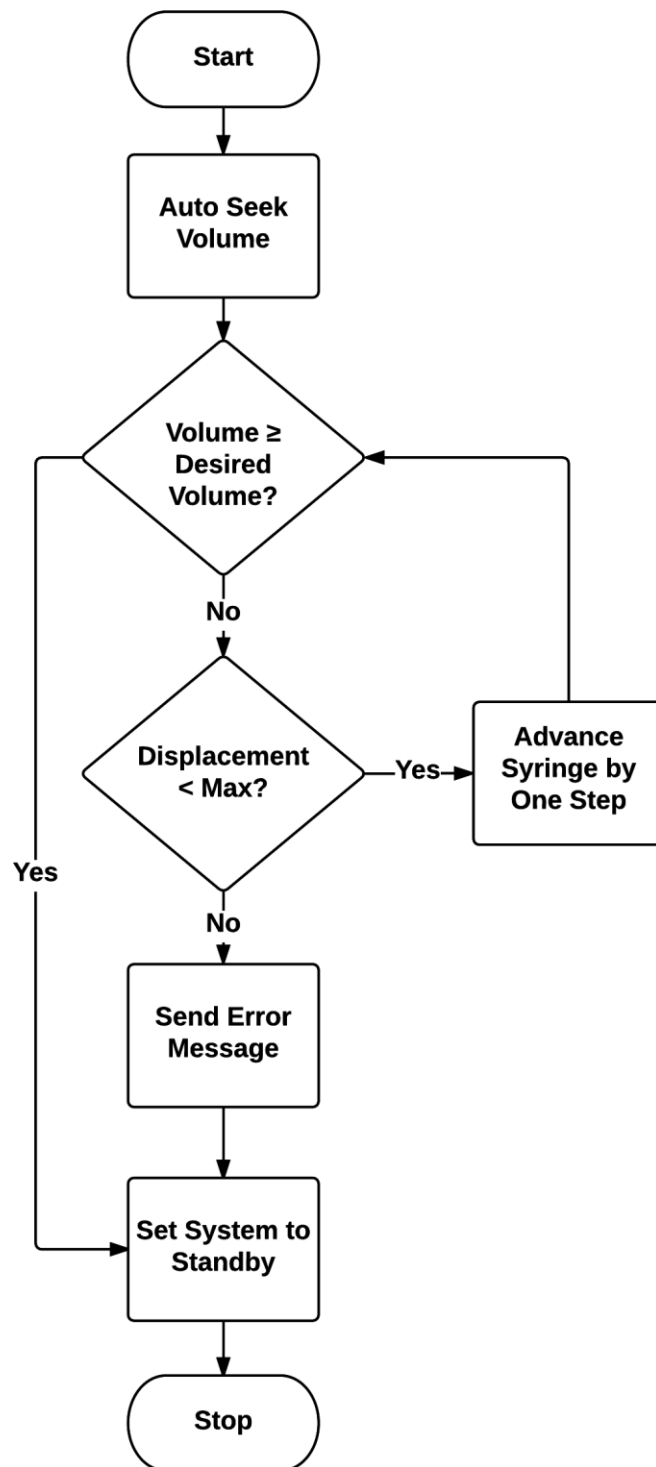 Start
Auto Seek
Volume
Volume ≥
Desired
Volume?
No
Displacement
< Max?
Yes
Advance
Syringe by
One Step
Yes
No
Send Error
Message
Set System to
Standby
Stop